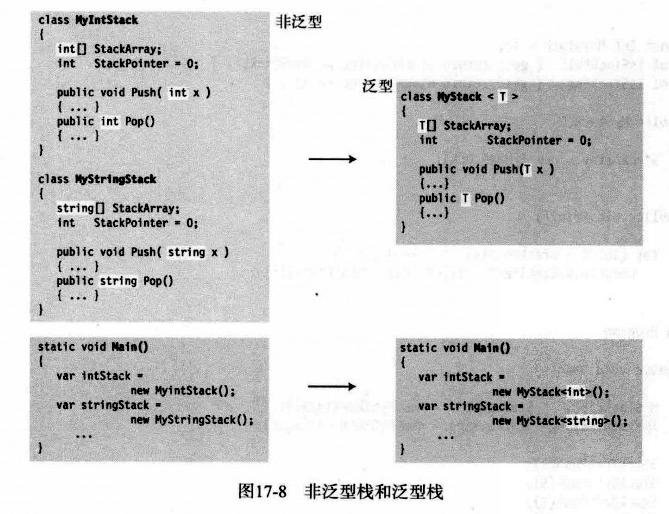 class MyIntStack
{
int[] StackArray;
int StackPointer = 0;
public void Push( int x )
{ ... }
public int Pop()
{ ... }
}
class MyStringStack
{
string[] StackArray;
int StackPointer = 0;
public void Push( string x )
{ ... }
public string Pop()
{ ... }
}
非泛型
泛型
class MyStack < T >
{
T[] StackArray;
int StackPointer = 0;
public void Push(T x )
{...}
public T Pop()
{...}
}
static void Main()
{
var intStack =
new MyintStack();
var stringStack =
new MyStringStack();
...
}
static void Main()
{
var intStack =
new MyStack<int>();
var stringStack =
new MyStack<string>();
...
}
图17-8 非泛型栈和泛型栈